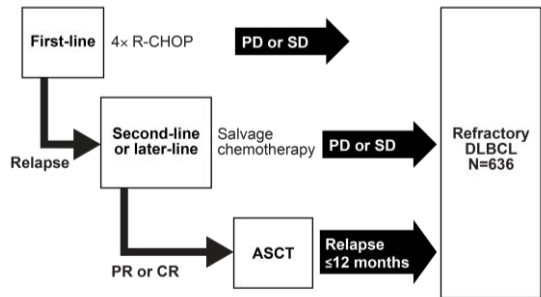 First-line
4× R-CHOP
PD or SD
Relapse
Second-line
or later-line
Salvage
chemotherapy
PD or SD
Refractory
DLBCL
N=636
PR or CR
ASCT
Relapse
≤12 months